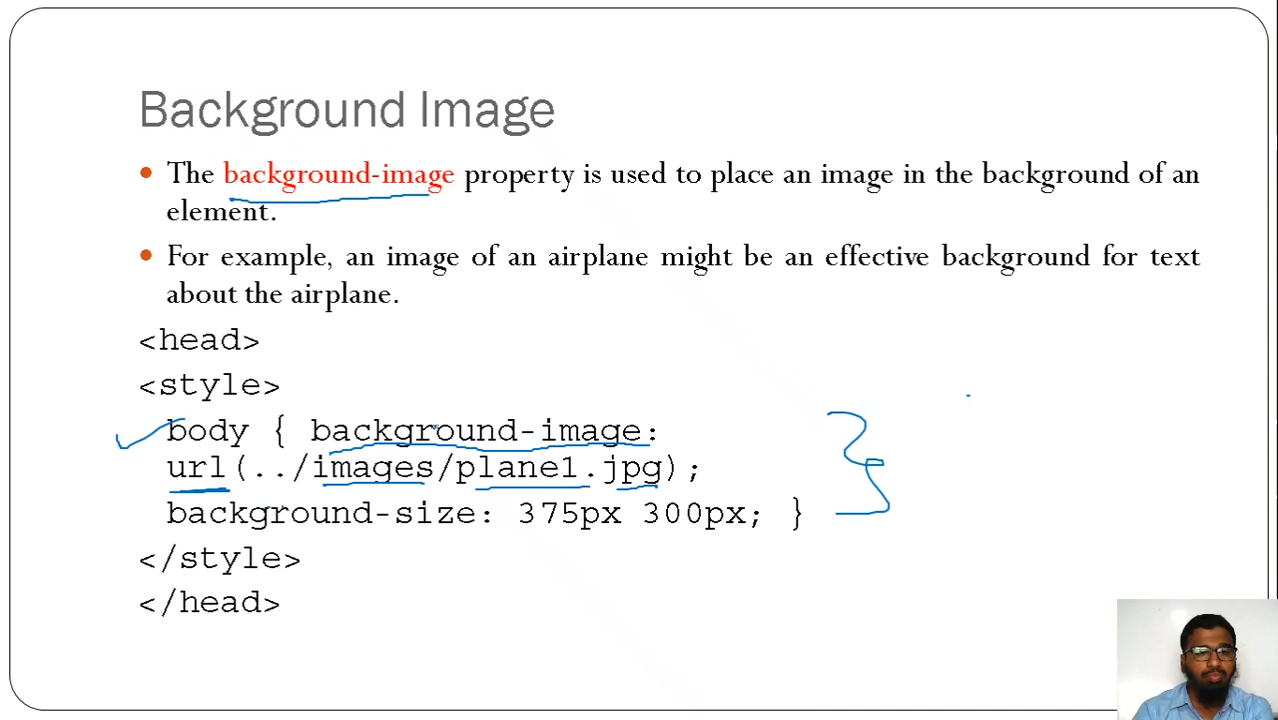 Background Image
The background-image property is used to place an image in the background of an
element.
For example, an image of an airplane might be an effective background for text
about the airplane.
<head>
<style>
body { background-image:
url(../images/plane1.jpg);
background-size: 375px 300px; }
</style>
</head>